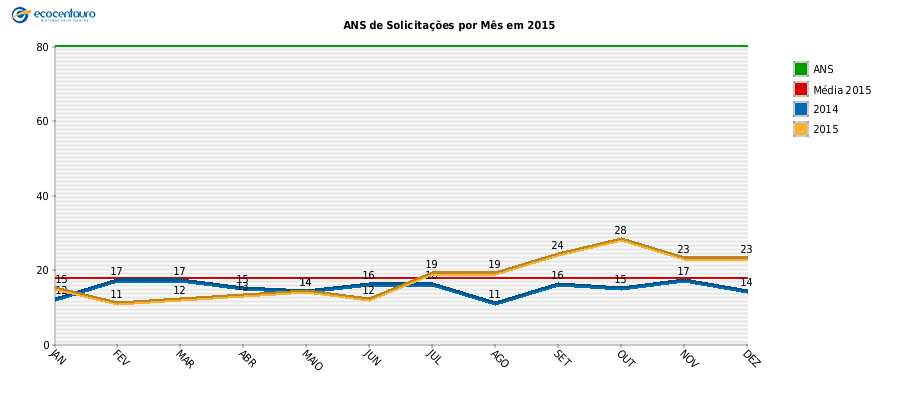 ecocentauro
ANS de Solicitações por Mês em 2015
80
60
40
20
0
ANS
Média 2015
2014
2015
28
24
23
23
19
19
17
17
16
16
17
15
15
15
14
14
16
13
12
12
12
11
11
JAN
FEV
MAR
ABR
MAIO
JUN
JUL
AGO
SET
OUT
NOV
DEZ